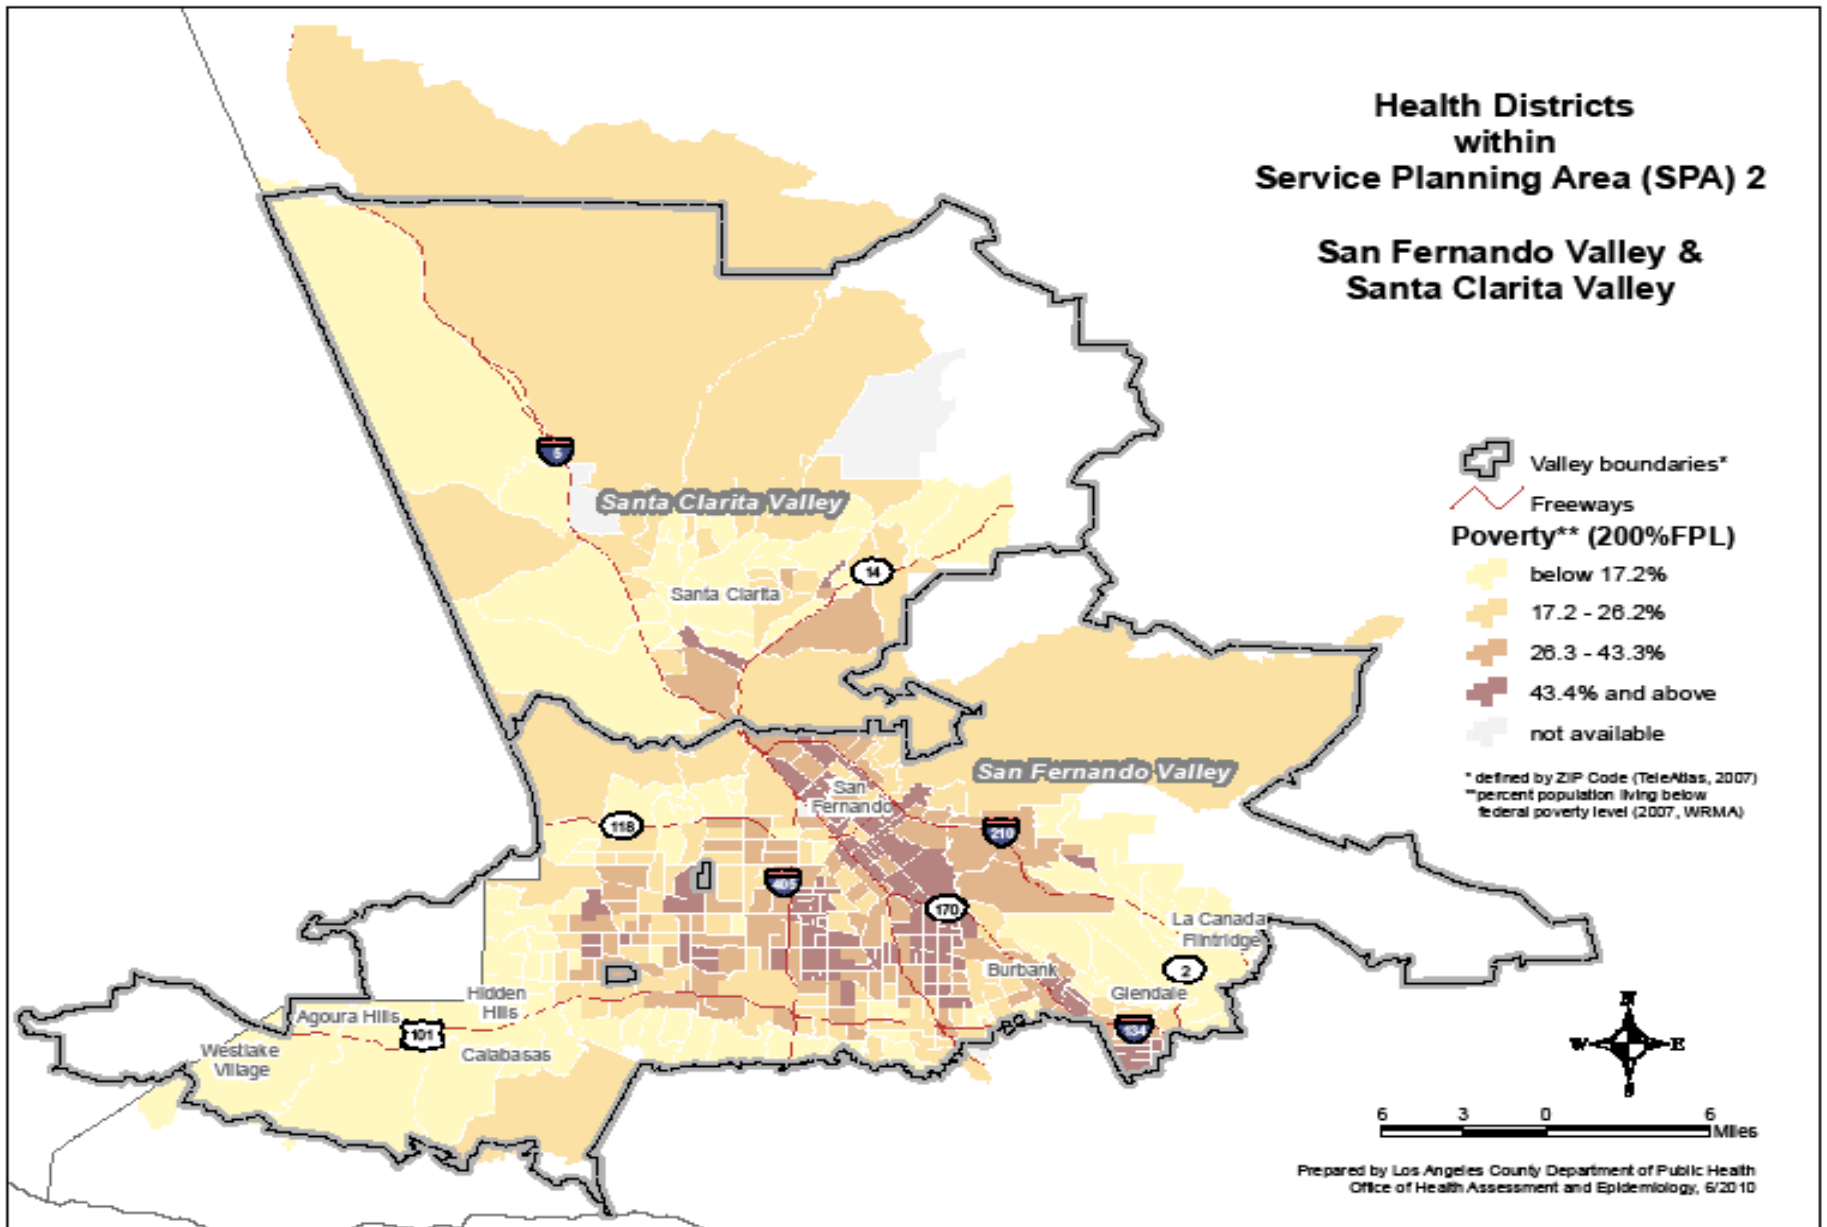 Health Districts
within
Service Planning Area (SPA) 2
San Fernando Valley &
Santa Clarita Valley
5
Santa Clarita Valley
14
Santa Clarita
Valley boundaries*
Freeways
Poverty** (200%FPL)
below 17.2%
17.2 - 26.2%
26.3 - 43.3%
43.4% and above
not available
* defined by ZIP Code (TeleAtlas, 2007)
**percent population living below
federal poverty level (2007, WRMA)
San Fernando Valley
San
Fernando
118
210
405
170
La Canada
Flintridge
2
Burbank
Glendale
Hidden
Hills
Agoura Hills
101
134
Westlake
Village
Calabasas
N
W E
S
6 3 0 6
Miles
Prepared by Los Angeles County Department of Public Health
Office of Health Assessment and Epidemiology, 6/2010